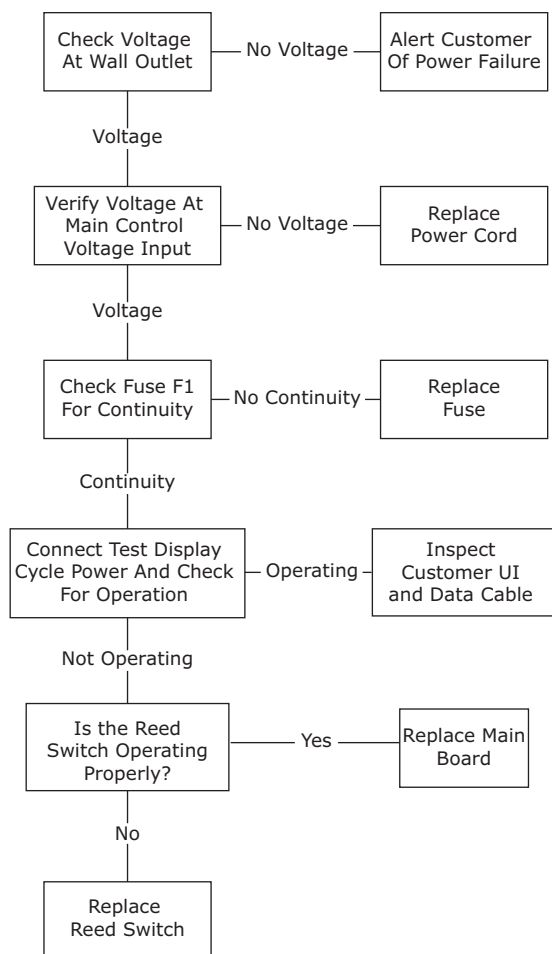 Check Voltage
At Wall Outlet
No Voltage
Alert Customer
Of Power Failure
Voltage
Verify Voltage At
Main Control
Voltage Input
No Voltage
Replace
Power Cord
Voltage
Check Fuse F1
For Continuity
No Continuity
Replace
Fuse
Continuity
Connect Test Display
Cycle Power And Check
For Operation
Operating
Inspect
Customer UI
and Data Cable
Not Operating
Is the Reed
Switch Operating
Properly?
Yes
Replace Main
Board
No
Replace
Reed Switch